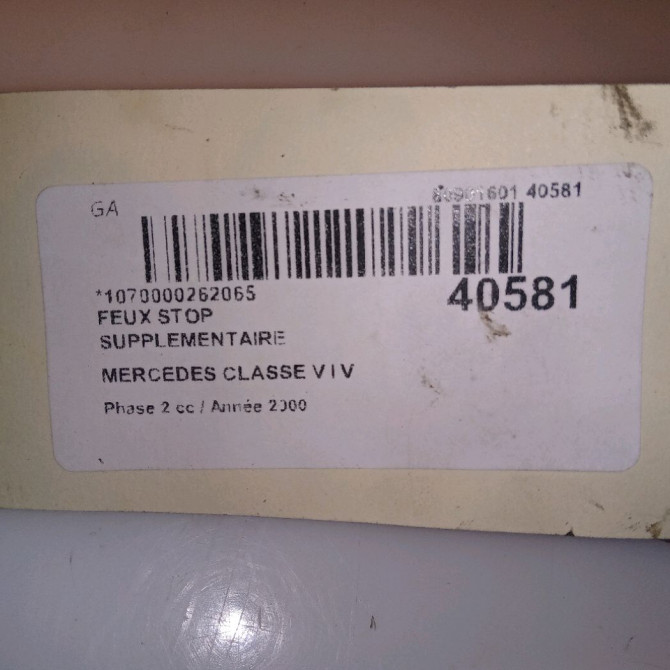 GA
40581
*1070000262065
40581
FEUX STOP
SUPPLEMENTAIRE
MERCEDES CLASSE V I V
Phase 2 cc / Année 2000